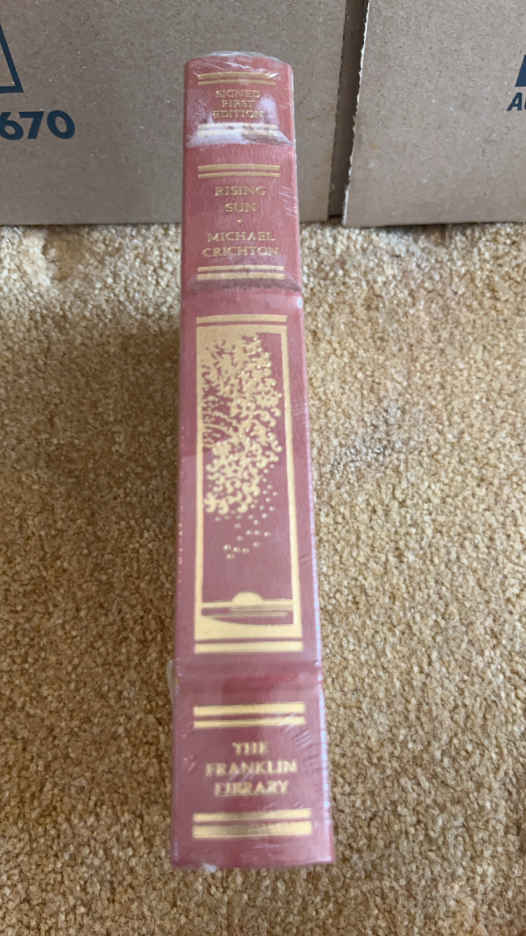 SIGNED
FIRST
EDITION
RISING
SUN
MICHAEL
CRICHTON
THE
FRANKLIN
LIBRARY
670